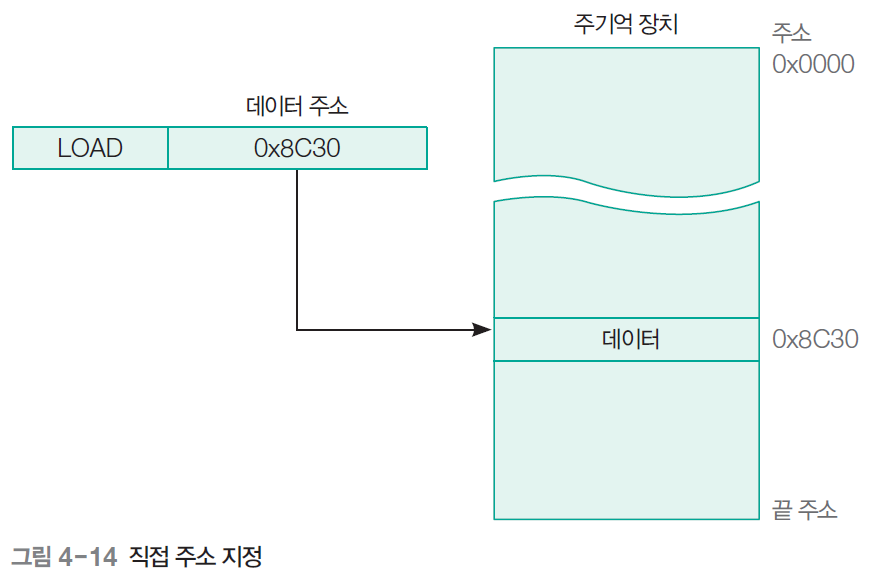 주기억 장치
주소
0x0000
데이터 주소
LOAD 0x8C30
데이터 0x8C30
끝 주소
그림 4-14 직접 주소 지정